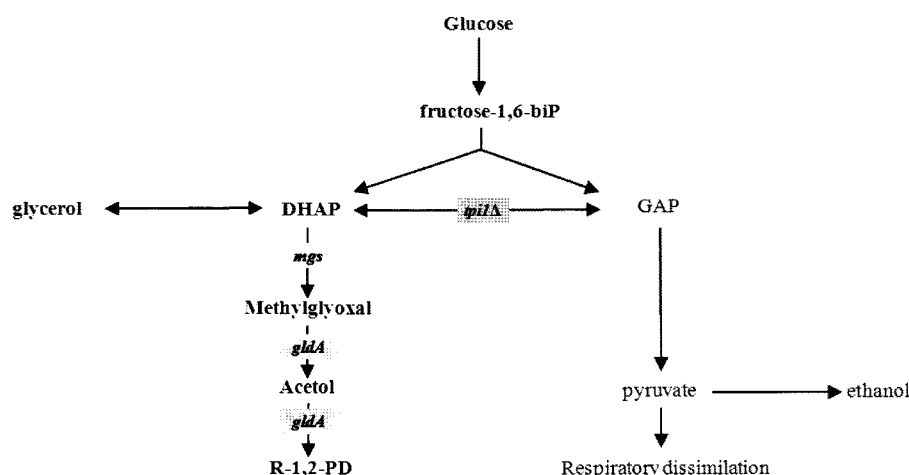 Glucose
fructose-1,6-biP
glycerol
DHAP
tpi1Δ
GAP
mgs
Methylglyoxal
gldA
Acetol
pyruvate
ethanol
gldA
R-1,2-PD
Respiratory dissimilation